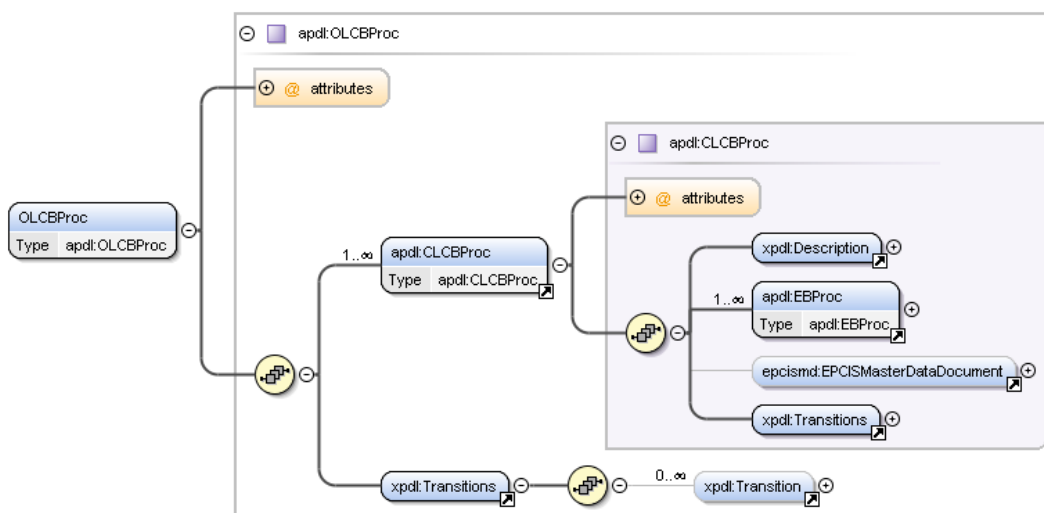 apdl:OLCBProc
@ attributes
apdl:CLCBProc
@ attributes
OLCBProc
Type apdl:OLCBProc
1..∞
apdl:CLCBProc
Type apdl:CLCBProc
xpdl:Description
1..∞
apdl:EBProc
Type apdl:EBProc
epcismd:EPCISMasterDataDocument
xpdl:Transitions
xpdl:Transitions
0..∞
xpdl:Transition